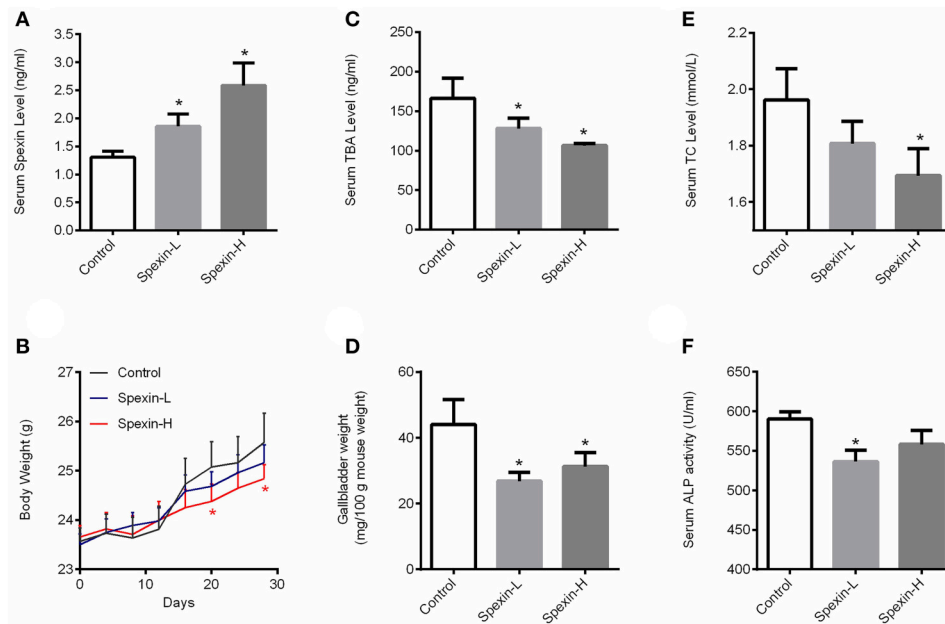 A
Serum Spexin Level (ng/ml)
3.5
3.0
2.5
2.0
1.5
1.0
0.5
0.0
*
*
Control
Spexin-L
Spexin-H
C
Serum TBA Level (ng/ml)
250
200
150
100
50
0
*
*
Control
Spexin-L
Spexin-H
E
Serum TC Level (mmol/L)
2.2
2.0
1.8
1.6
*
Control
Spexin-L
Spexin-H
B
Body Weight (g)
27
26
25
24
23
Control
Spexin-L
Spexin-H
*
*
0
10
20
30
Days
D
Gallbladder weight
(mg/100 g mouse weight)
60
40
20
0
*
*
Control
Spexin-L
Spexin-H
F
Serum ALP activity (U/ml)
650
600
550
500
450
400
*
Control
Spexin-L
Spexin-H